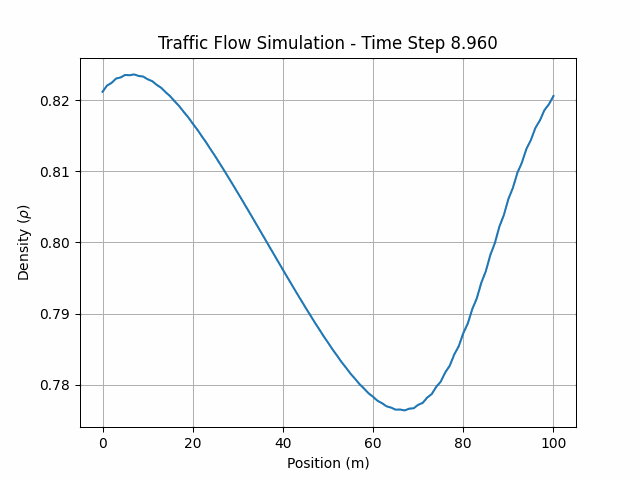 Traffic Flow Simulation - Time Step 8.960
0.82
0.81
0.80
0.79
0.78
Density (ρ)
0 20 40 60 80 100
Position (m)